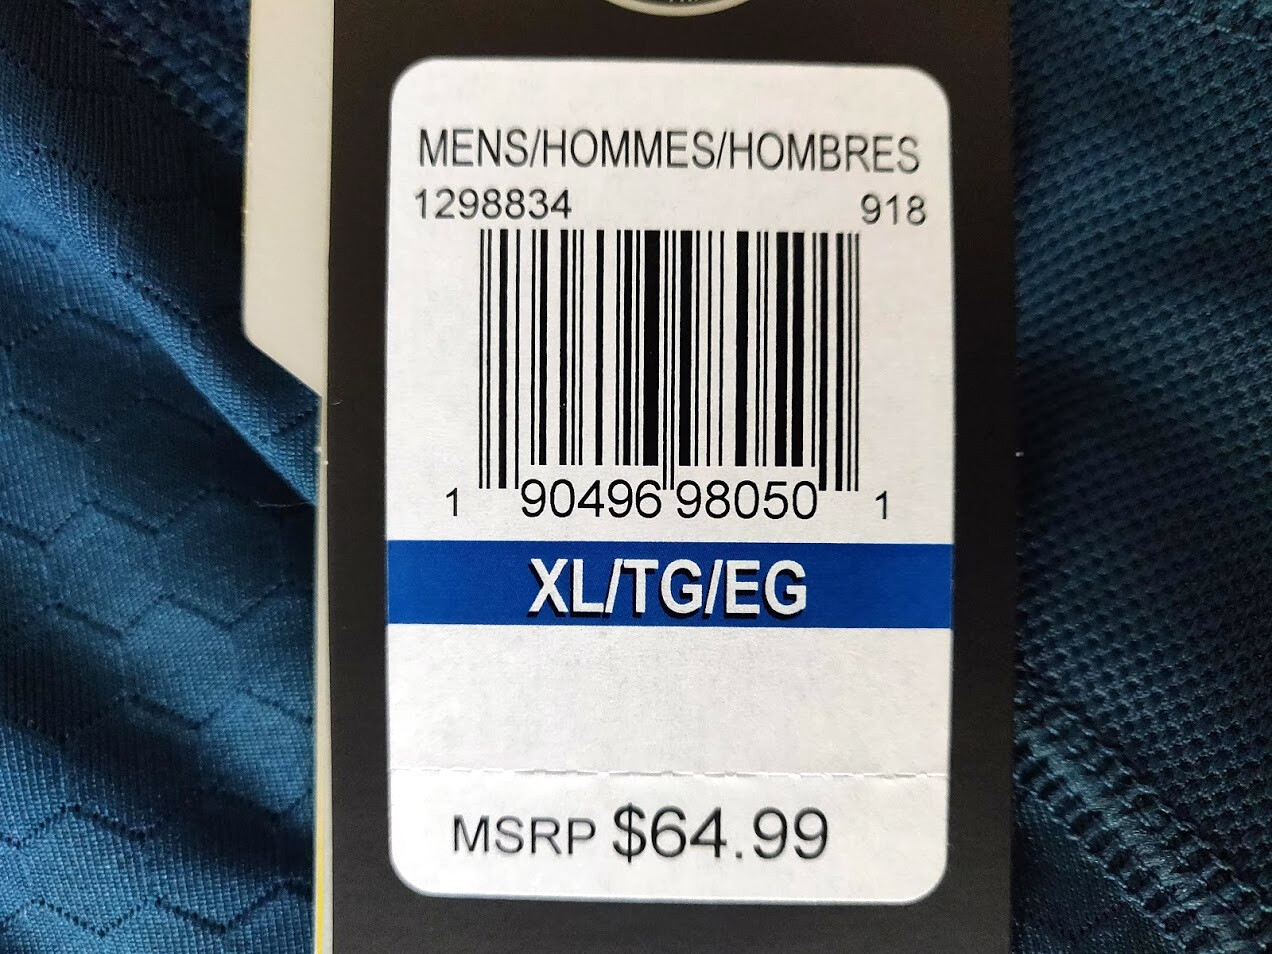 MENS/HOMMES/HOMBRES
1298834 918
1 90496 98050 1
XL/TG/EG
MSRP $64.99